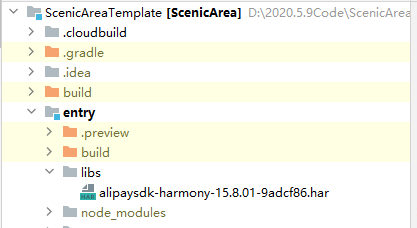 ScenicAreaTemplate [ScenicArea] D:\2020.5.9Code\ScenicArea
.cloudbuild
.gradle
.idea
build
entry
.preview
build
libs
alipaysdk-harmony-15.8.01-9adcf86.har
node_modules